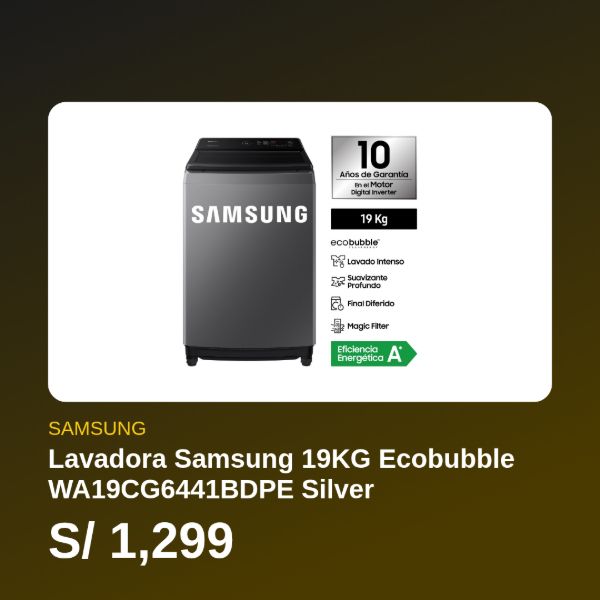 SAMSUNG
10
Años de Garantía
En el Motor
Digital Inverter
19 Kg
ecobubble
Lavado Intenso
Suavizante
Profundo
Final Diferido
Magic Filter
Eficiencia
Energética A*
SAMSUNG
Lavadora Samsung 19KG Ecobubble
WA19CG6441BDPE Silver
S/ 1,299